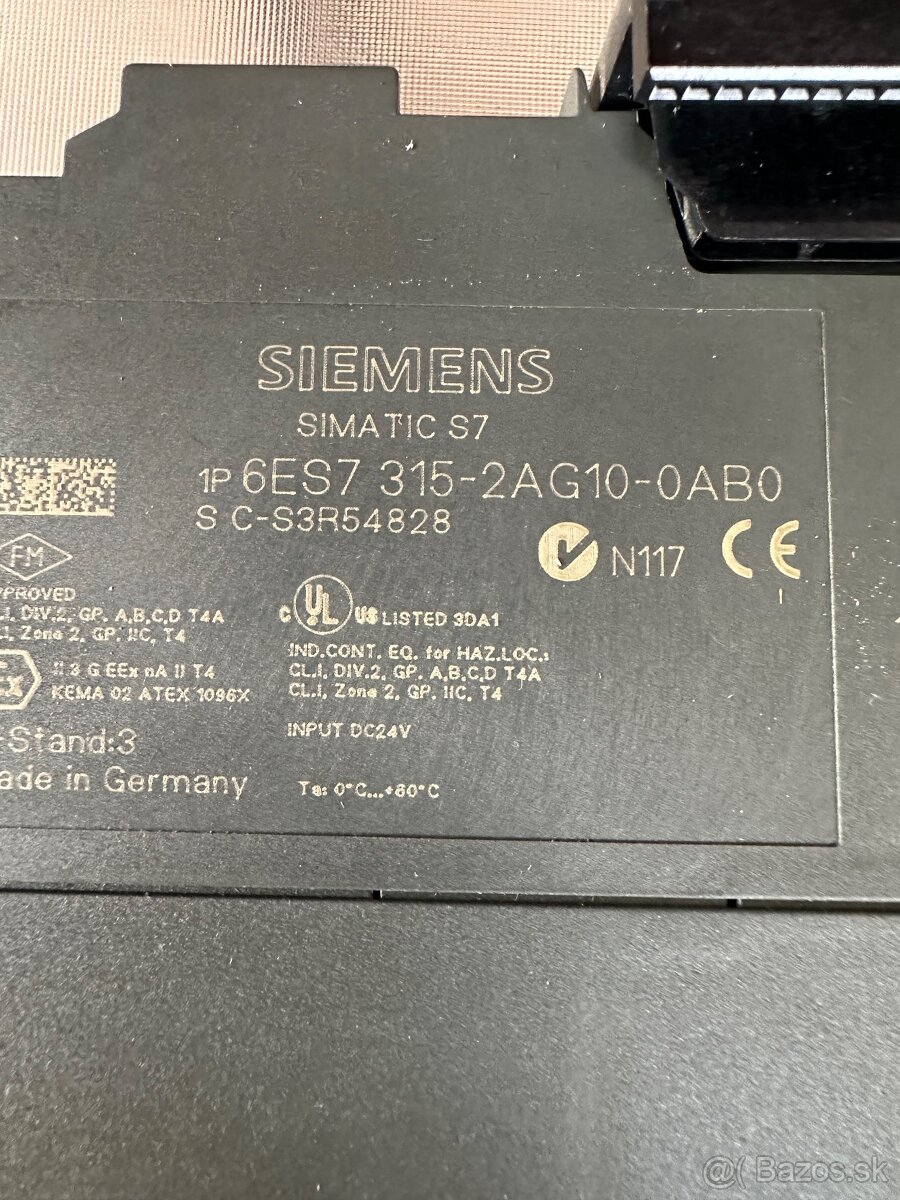 SIEMENS
SIMATIC S7
1P 6ES7 315-2AG10-0AB0
S C-S3R54828
FM
N117 CE
PPROVED
I, DIV.2, GP. A,B,C,D T4A
I, Zone 2, GP. IIC, T4
C UL US LISTED 3DA1
IND.CONT. EQ. for HAZ.LOC.:
CL.I, DIV.2, GP. A,B,C,D T4A
CL.I, Zone 2, GP. IIC, T4
II 3 G EEx nA II T4
KEMA 02 ATEX 1096X
INPUT DC24V
-Stand:3
ade in Germany
Ta: 0°C...+60°C
@( Bazos.sk